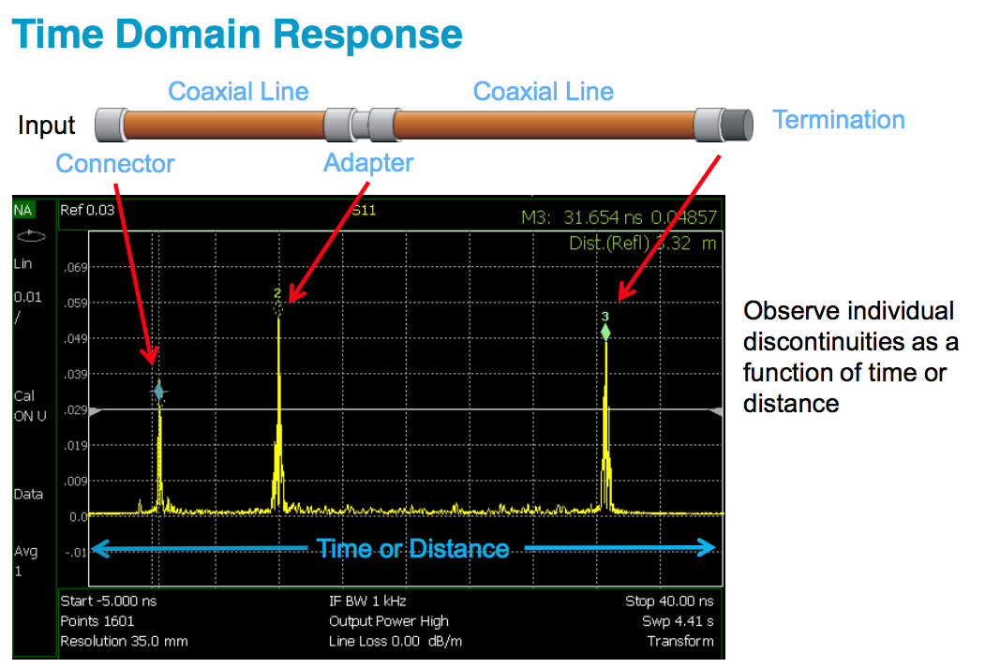 Time Domain Response
Coaxial Line
Coaxial Line
Input
Termination
Connector
Adapter
NA
Ref 0.03
S11
M3: 31.654 ns 0.04857
Dist.(Refl) 3.32 m
Lin
0.01
/
Cal
ON U
Data
Avg
1
.069
.059
.049
.039
.029
.019
.009
0.0
-.01
2
3
Time or Distance
Observe individual
discontinuities as a
function of time or
distance
Start -5.000 ns
IF BW 1 kHz
Stop 40.00 ns
Points 1601
Output Power High
Swp 4.41 s
Resolution 35.0 mm
Line Loss 0.00 dB/m
Transform